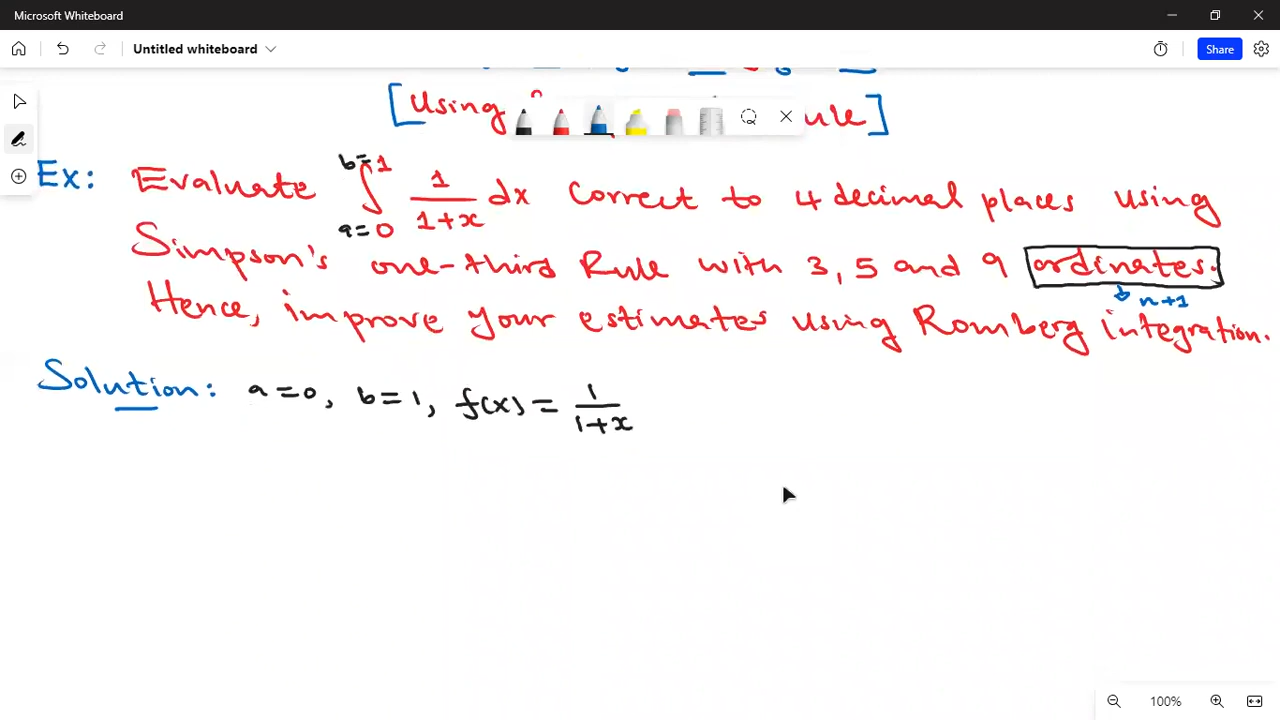 Microsoft Whiteboard
Untitled whiteboard
Share
[Using ule]
Ex: Evaluate ∫ 1/(1+x) dx correct to 4 decimal places using
b=1
a=0
Simpson's one-third Rule with 3, 5 and 9 ordinates.
↓ n+1
Hence, improve your estimates using Romberg integration.
Solution: a=0, b=1, f(x) = 1/(1+x)
100%